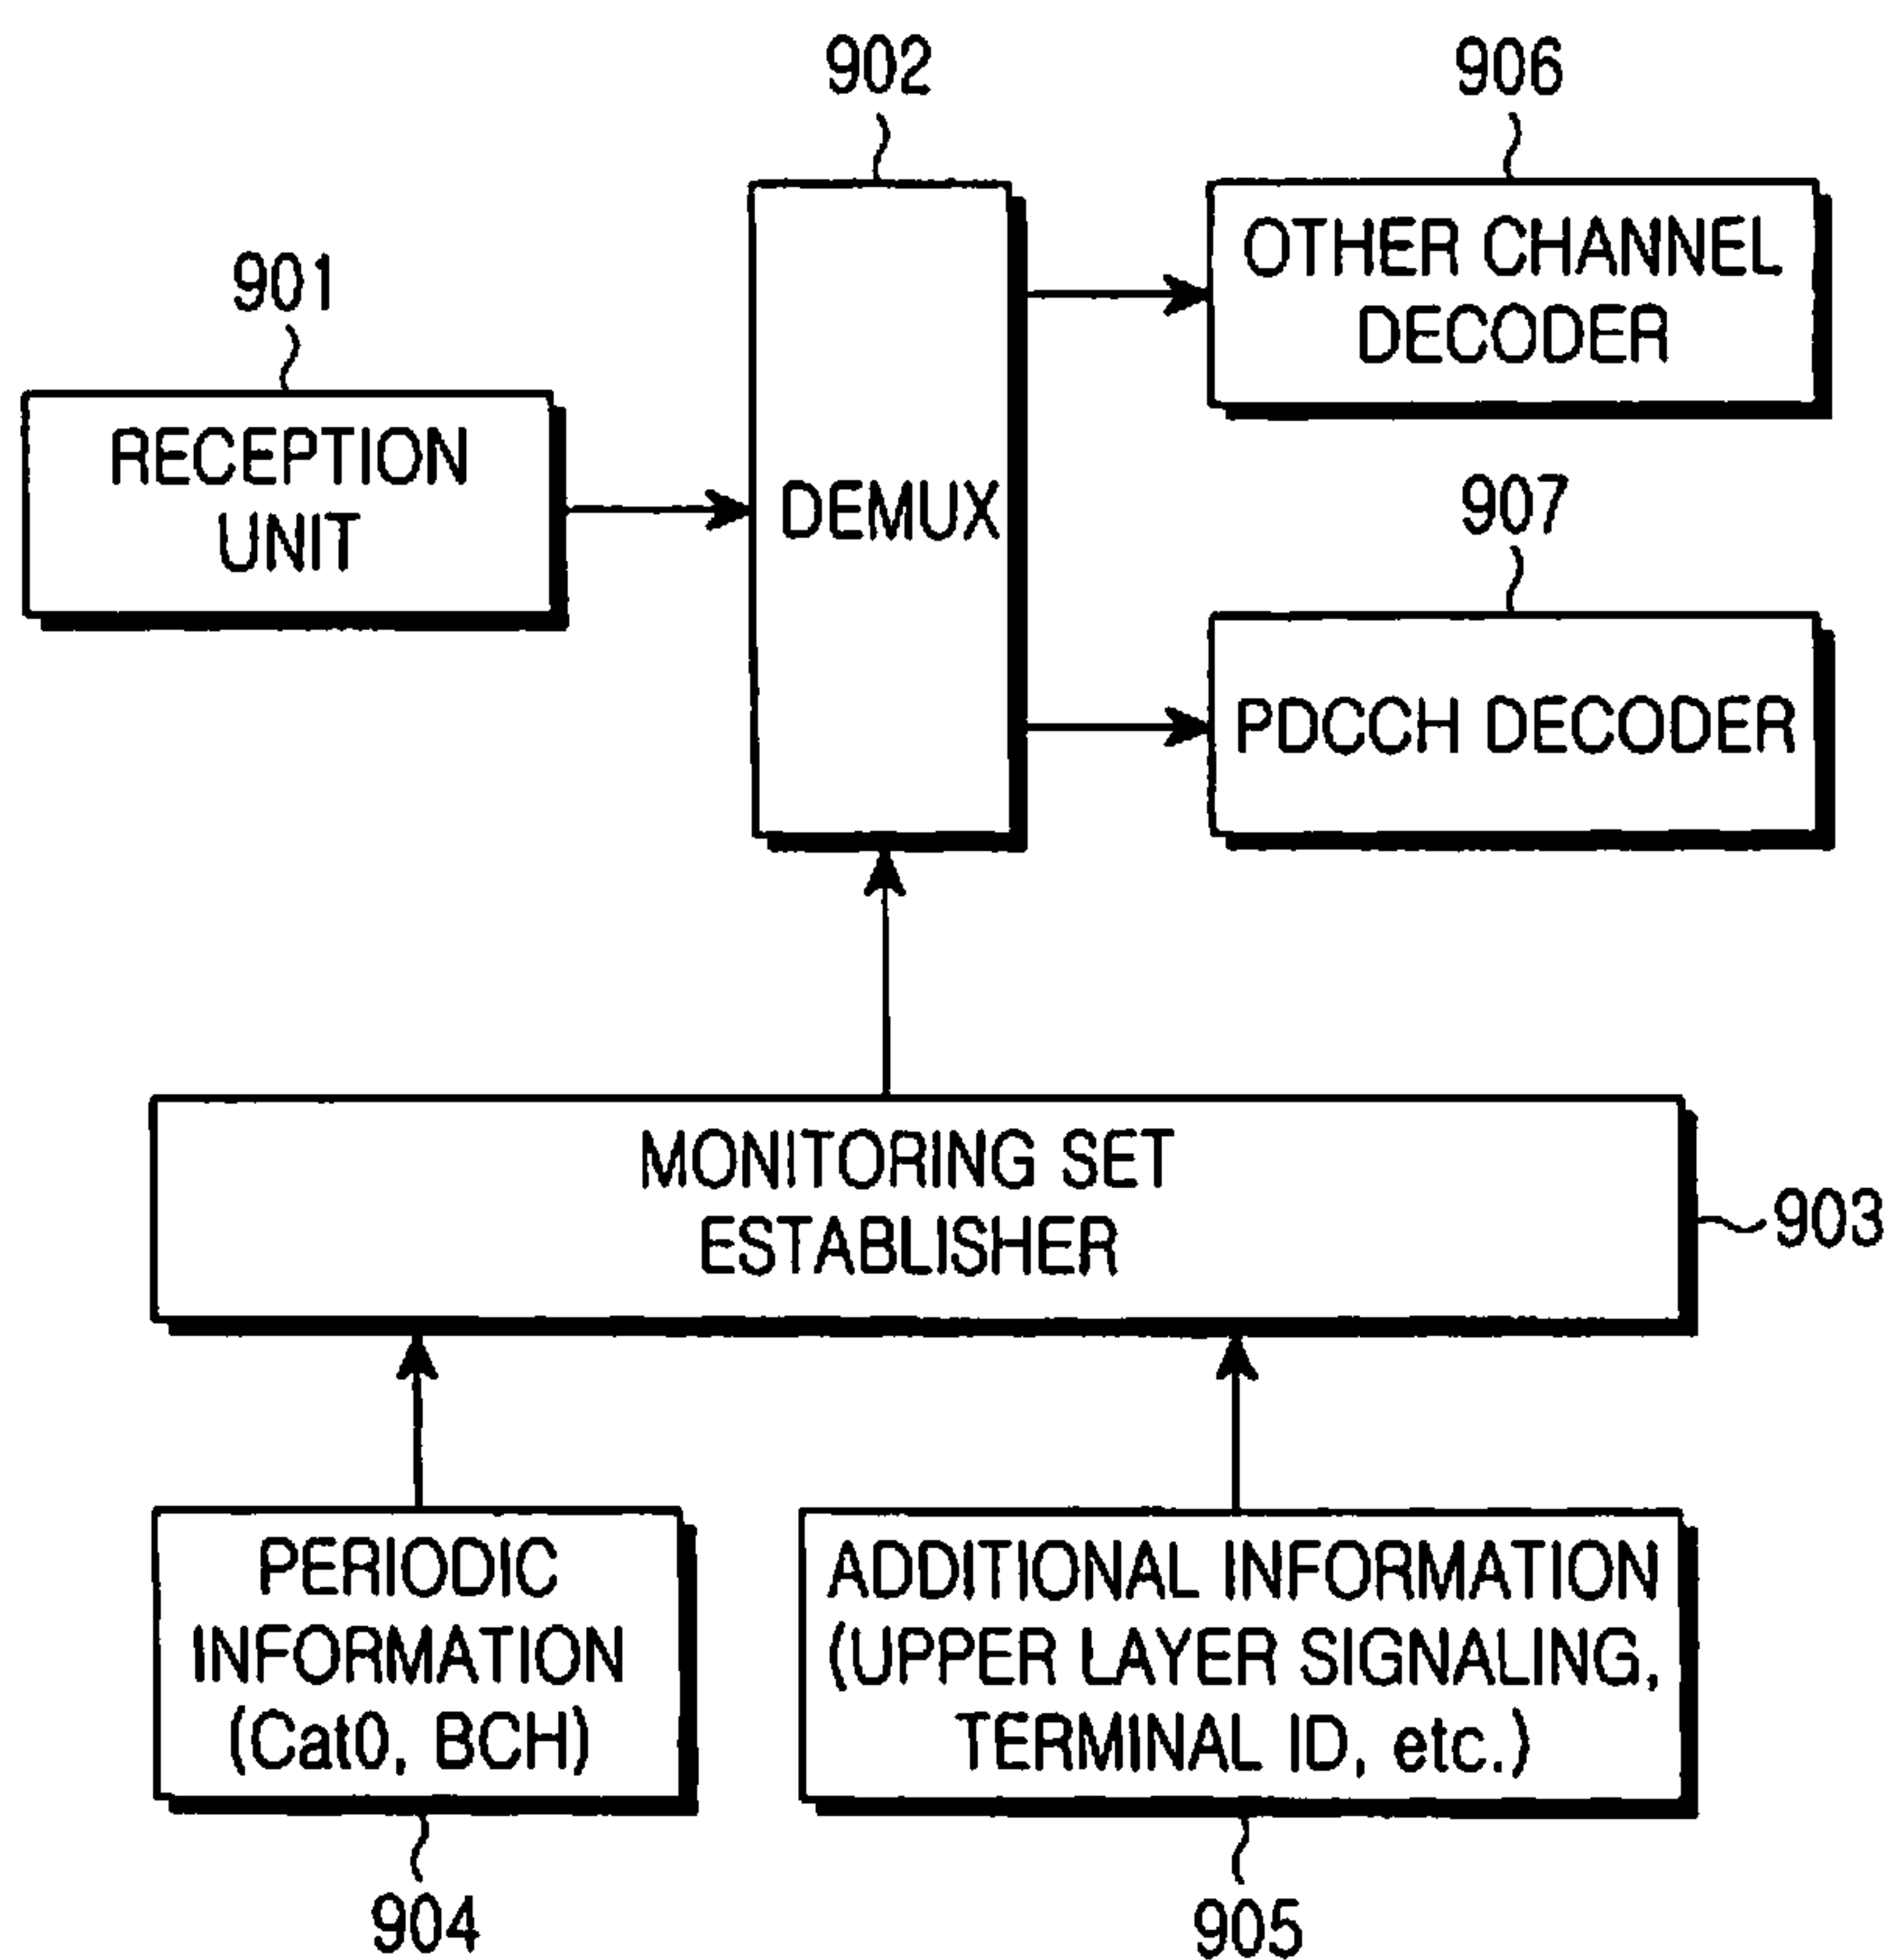 902
906
OTHER CHANNEL
DECODER
901
RECEPTION
UNIT
DEMUX
907
PDCCH DECODER
MONITORING SET
ESTABLISHER
903
PERIODIC
INFORMATION
(Cat0, BCH)
ADDITIONAL INFORMATION
(UPPER LAYER SIGNALING,
TERMINAL ID, etc.)
904
905